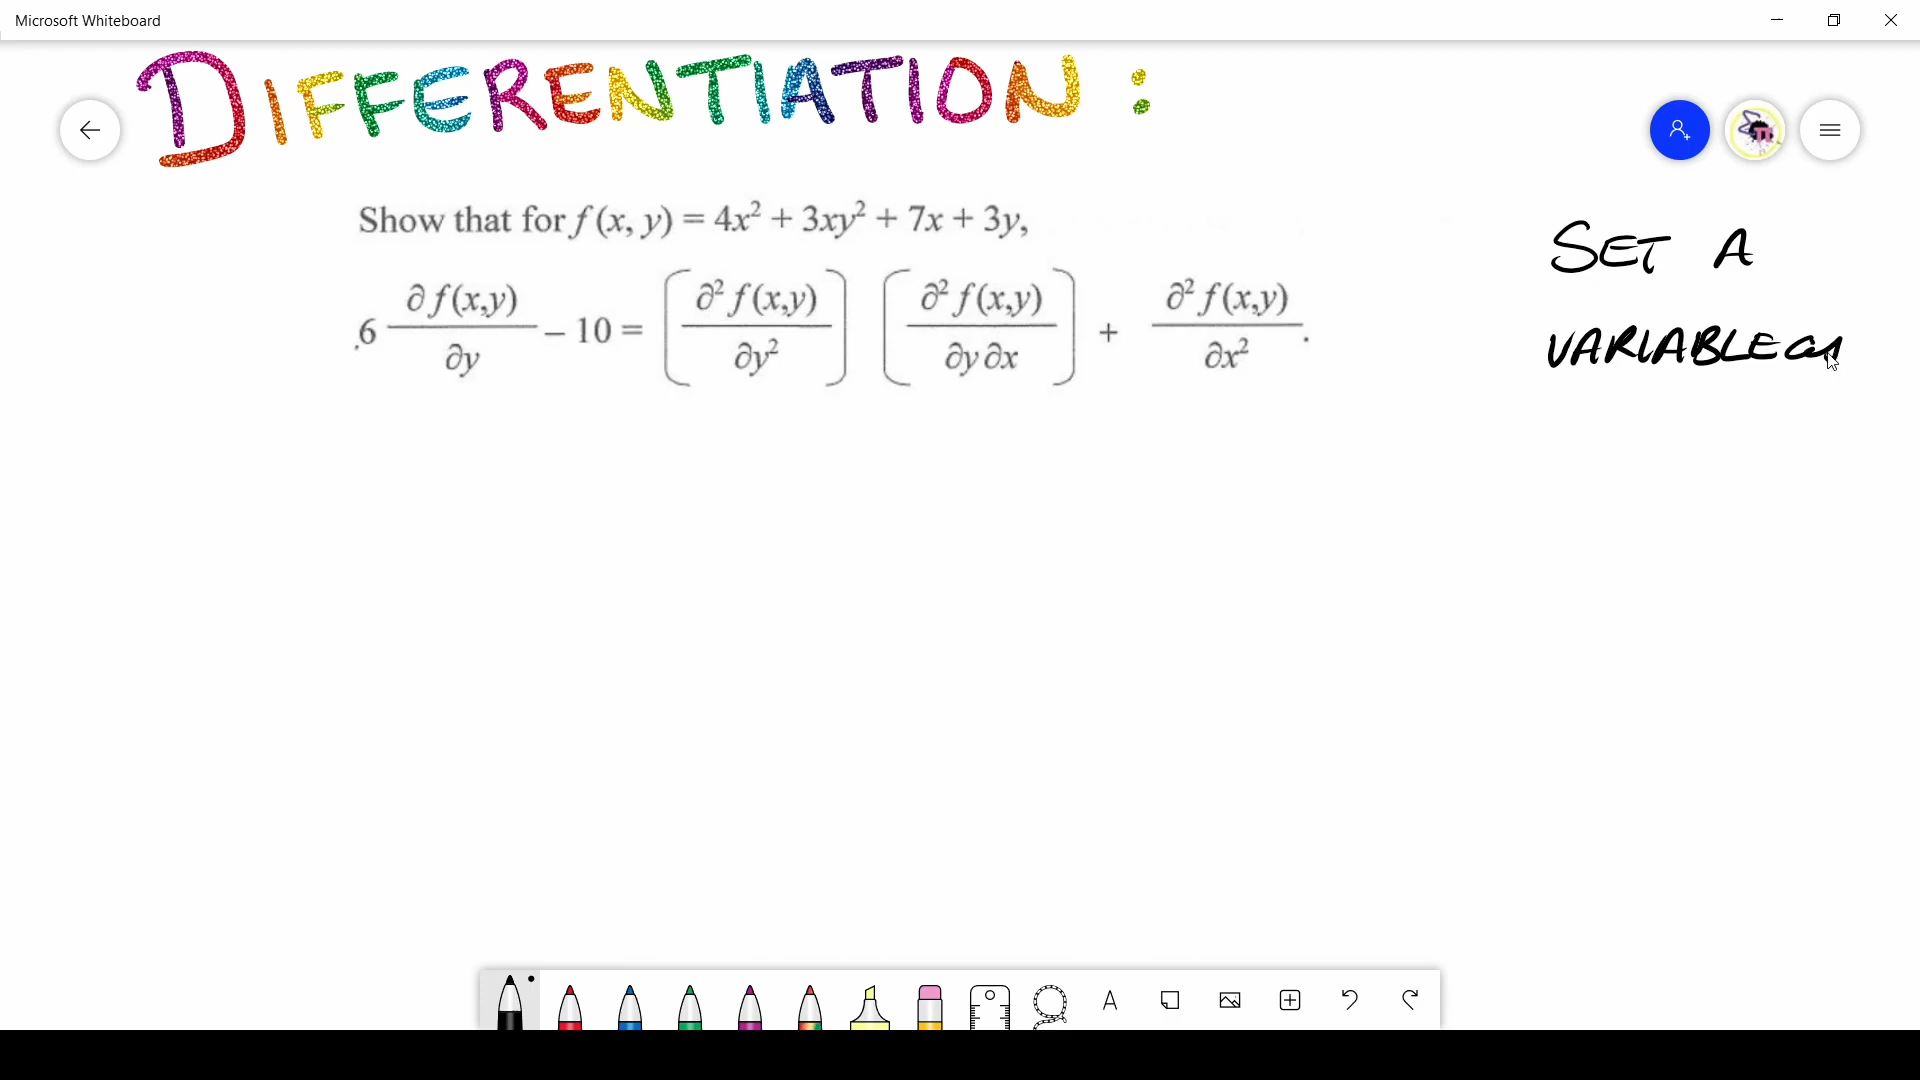 Microsoft Whiteboard
DIFFERENTIATION :
Show that for f(x, y) = 4x² + 3xy² + 7x + 3y,
6 ∂f(x,y)/∂y – 10 = (∂²f(x,y)/∂y²) (∂²f(x,y)/∂y∂x) + ∂²f(x,y)/∂x².
SET A
VARIABLE as